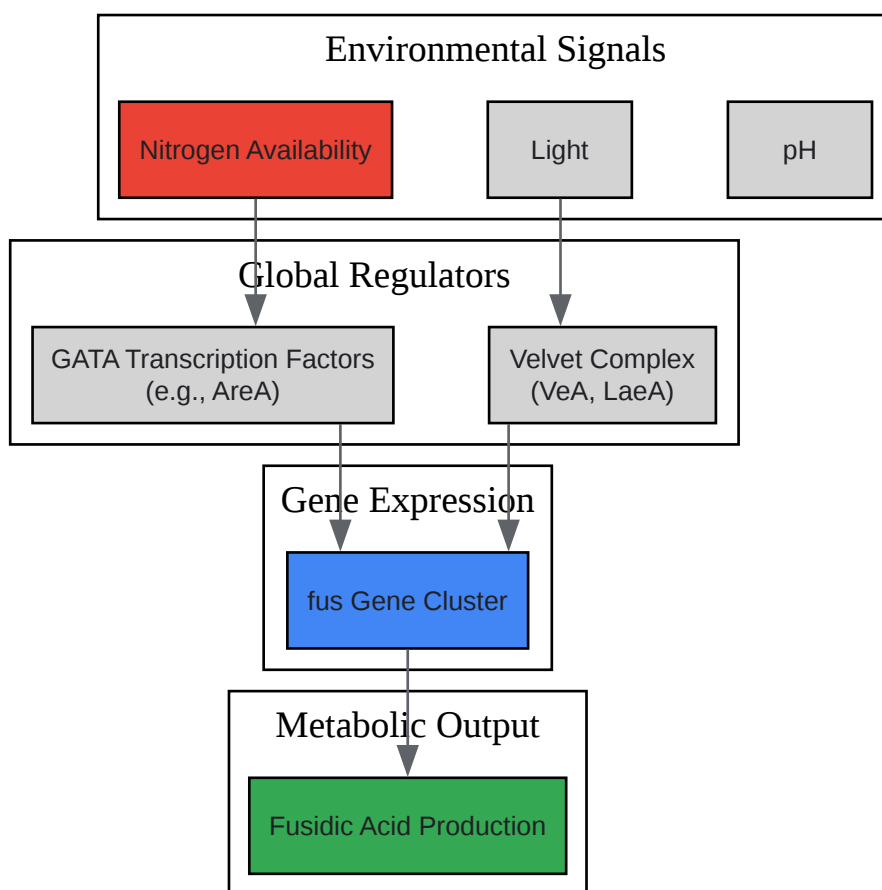 Environmental Signals
Nitrogen Availability
Light
pH
Global Regulators
GATA Transcription Factors
(e.g., AreA)
Velvet Complex
(VeA, LaeA)
Gene Expression
fus Gene Cluster
Metabolic Output
Fusidic Acid Production